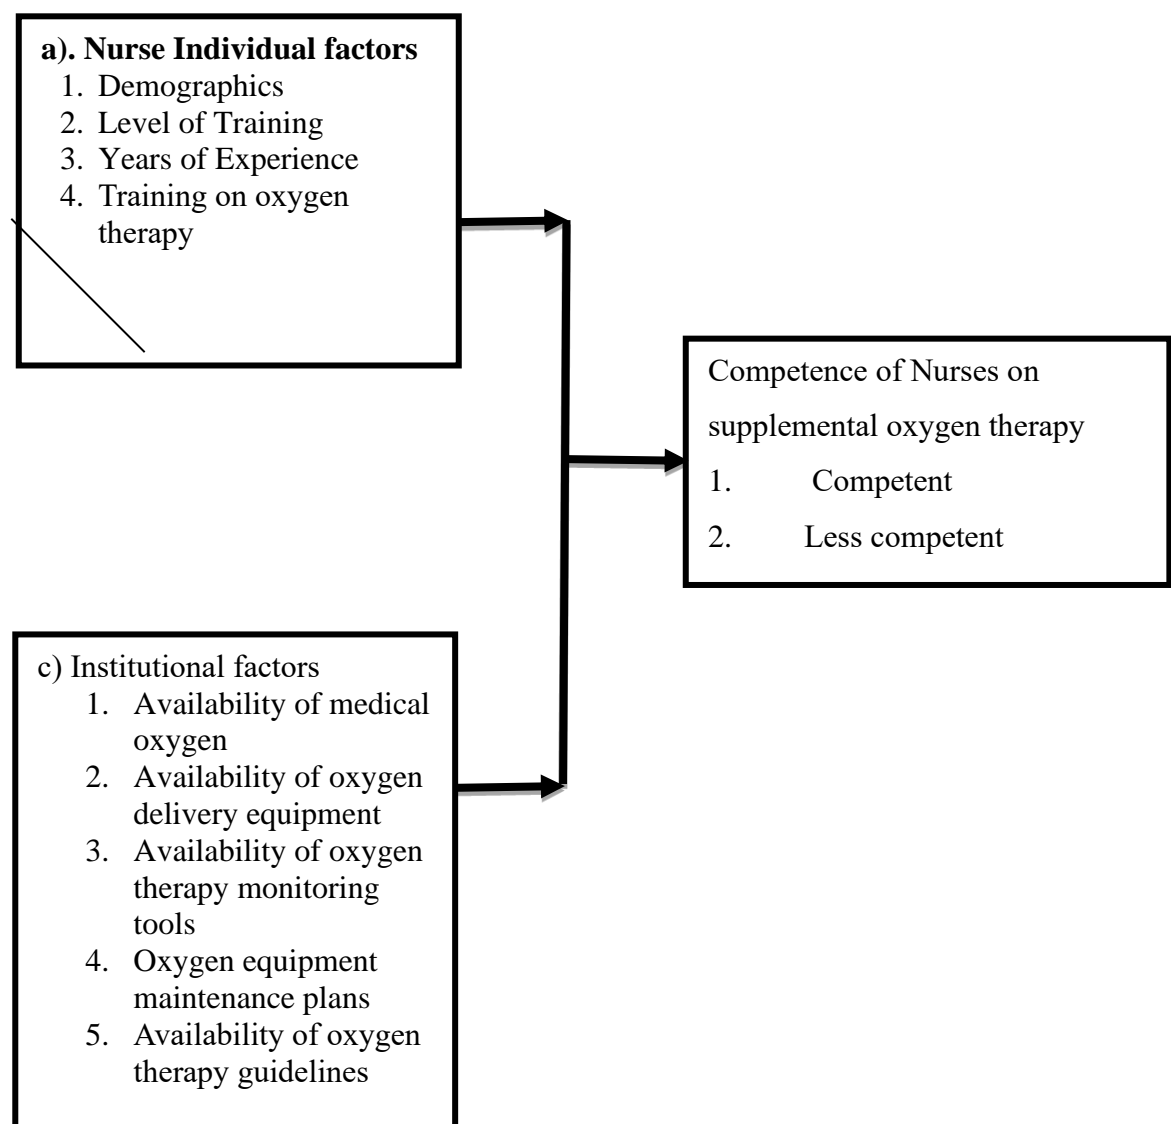 a). Nurse Individual factors
1. Demographics
2. Level of Training
3. Years of Experience
4. Training on oxygen
therapy
Competence of Nurses on
supplemental oxygen therapy
1. Competent
2. Less competent
c) Institutional factors
1. Availability of medical
oxygen
2. Availability of oxygen
delivery equipment
3. Availability of oxygen
therapy monitoring
tools
4. Oxygen equipment
maintenance plans
5. Availability of oxygen
therapy guidelines